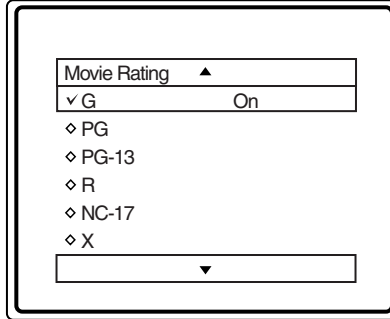 Movie Rating ▲
✓ G On
◇ PG
◇ PG-13
◇ R
◇ NC-17
◇ X
▼